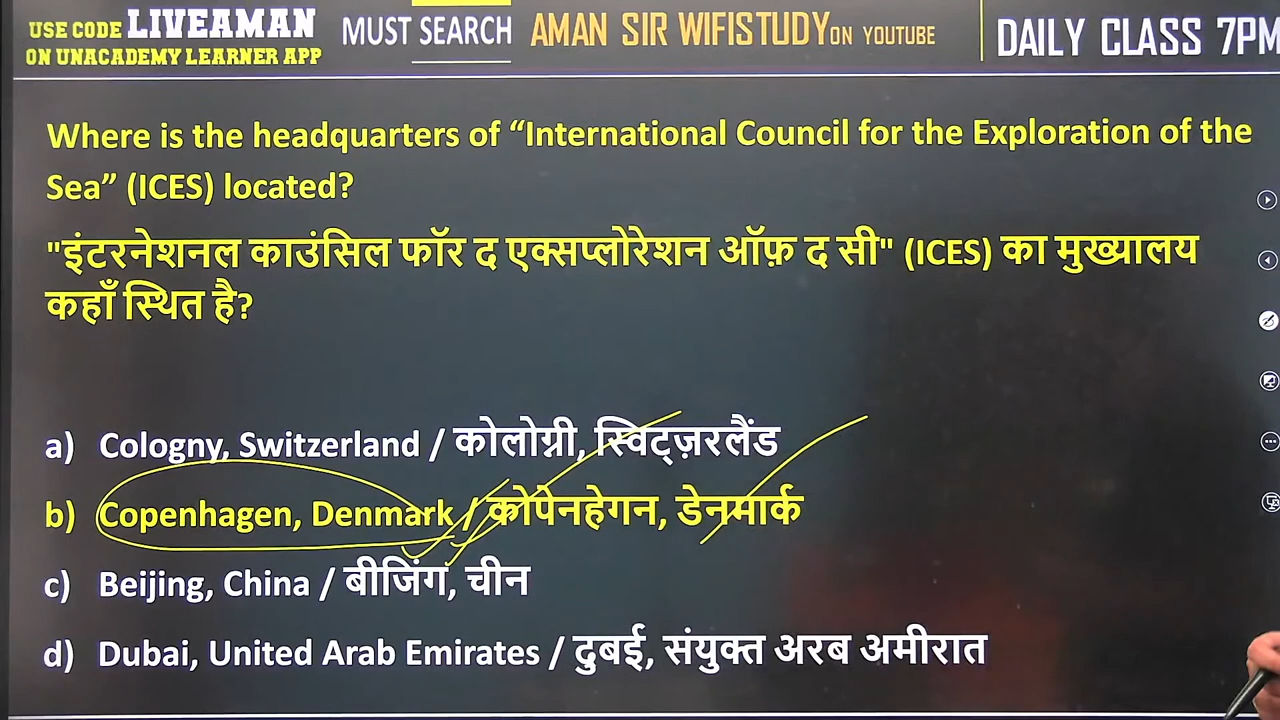 USE CODE LIVEAMAN
ON UNACADEMY LEARNER APP
MUST SEARCH
AMAN SIR WIFISTUDY ON YOUTUBE
DAILY CLASS 7PM
Where is the headquarters of “International Council for the Exploration of the
Sea” (ICES) located?
"इंटरनेशनल काउंसिल फॉर द एक्सप्लोरेशन ऑफ़ द सी" (ICES) का मुख्यालय
कहाँ स्थित है?
a) Cologny, Switzerland / कोलोग्नी, स्विट्ज़रलैंड
b) Copenhagen, Denmark / कोपेनहेगन, डेनमार्क
c) Beijing, China / बीजिंग, चीन
d) Dubai, United Arab Emirates / दुबई, संयुक्त अरब अमीरात